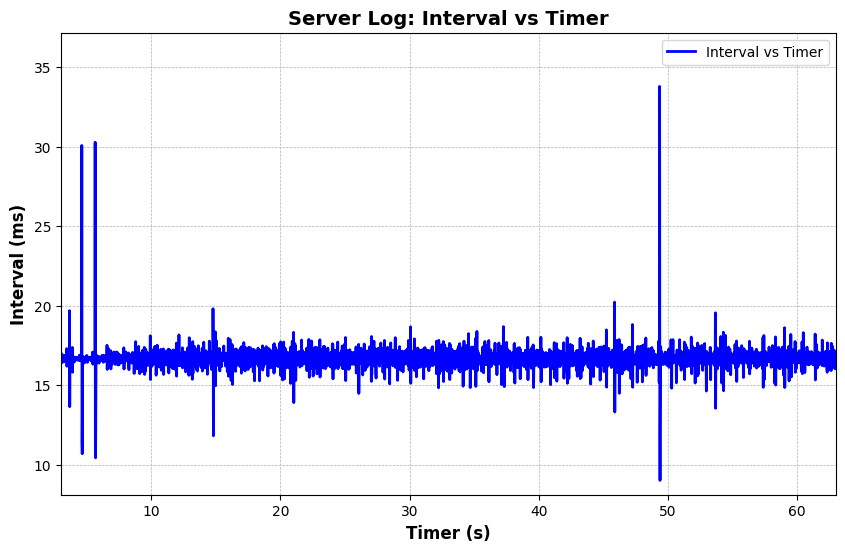 Server Log: Interval vs Timer
Interval vs Timer
35
30
25
20
15
10
Interval (ms)
10 20 30 40 50 60
Timer (s)